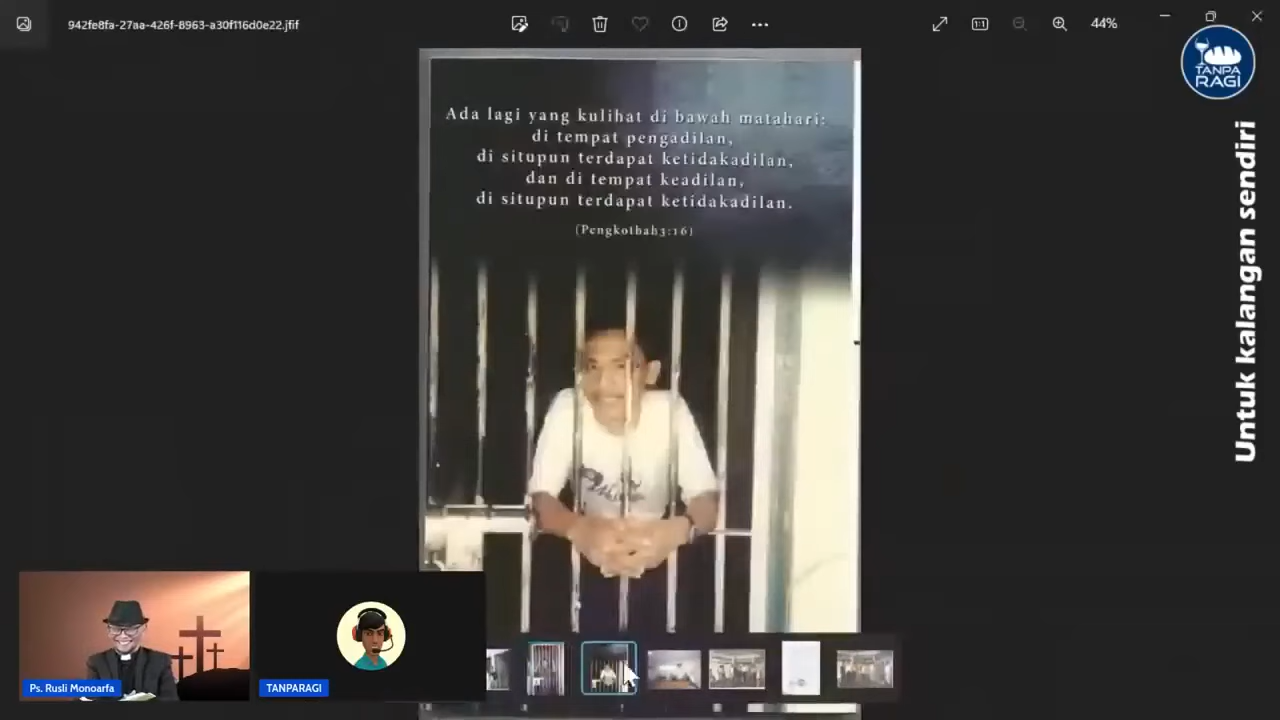 942fe8fa-27aa-426f-8963-a30f116d0e22.jfif
44%
TANPA
RAGI
Untuk kalangan sendiri
Ada lagi yang kulihat di bawah matahari:
di tempat pengadilan,
di situpun terdapat ketidakadilan,
dan di tempat keadilan,
di situpun terdapat ketidakadilan.
(Pengkotbah3:16)
Ps. Rusli Monoarfa
TANPARAGI